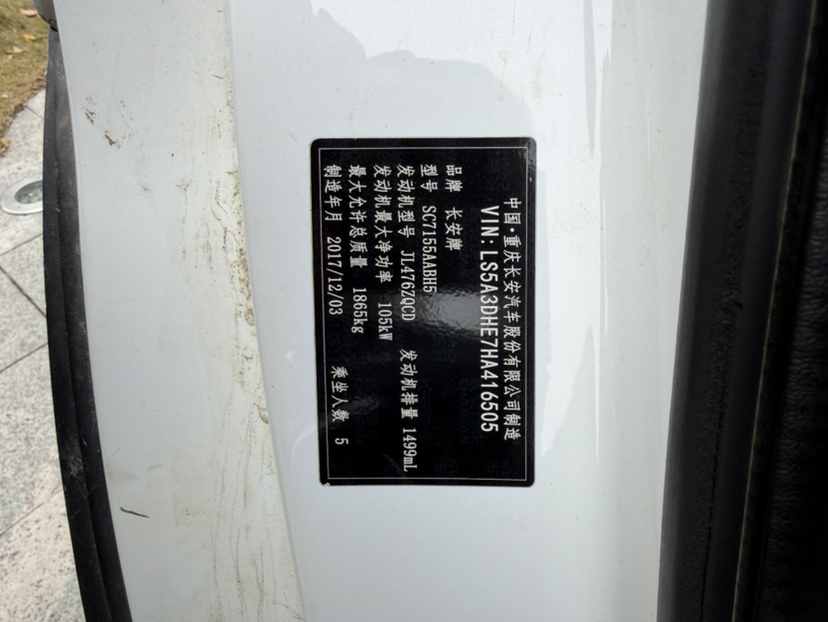 中国·重庆长安汽车股份有限公司制造
VIN: LS5A3DHE7HA416505
品牌 长安牌
型号 SC7155AABH5
发动机型号 JL476ZQCD 发动机排量 1499mL
发动机最大净功率 105kW
最大允许总质量 1865kg
制造年月 2017/12/03 乘坐人数 5